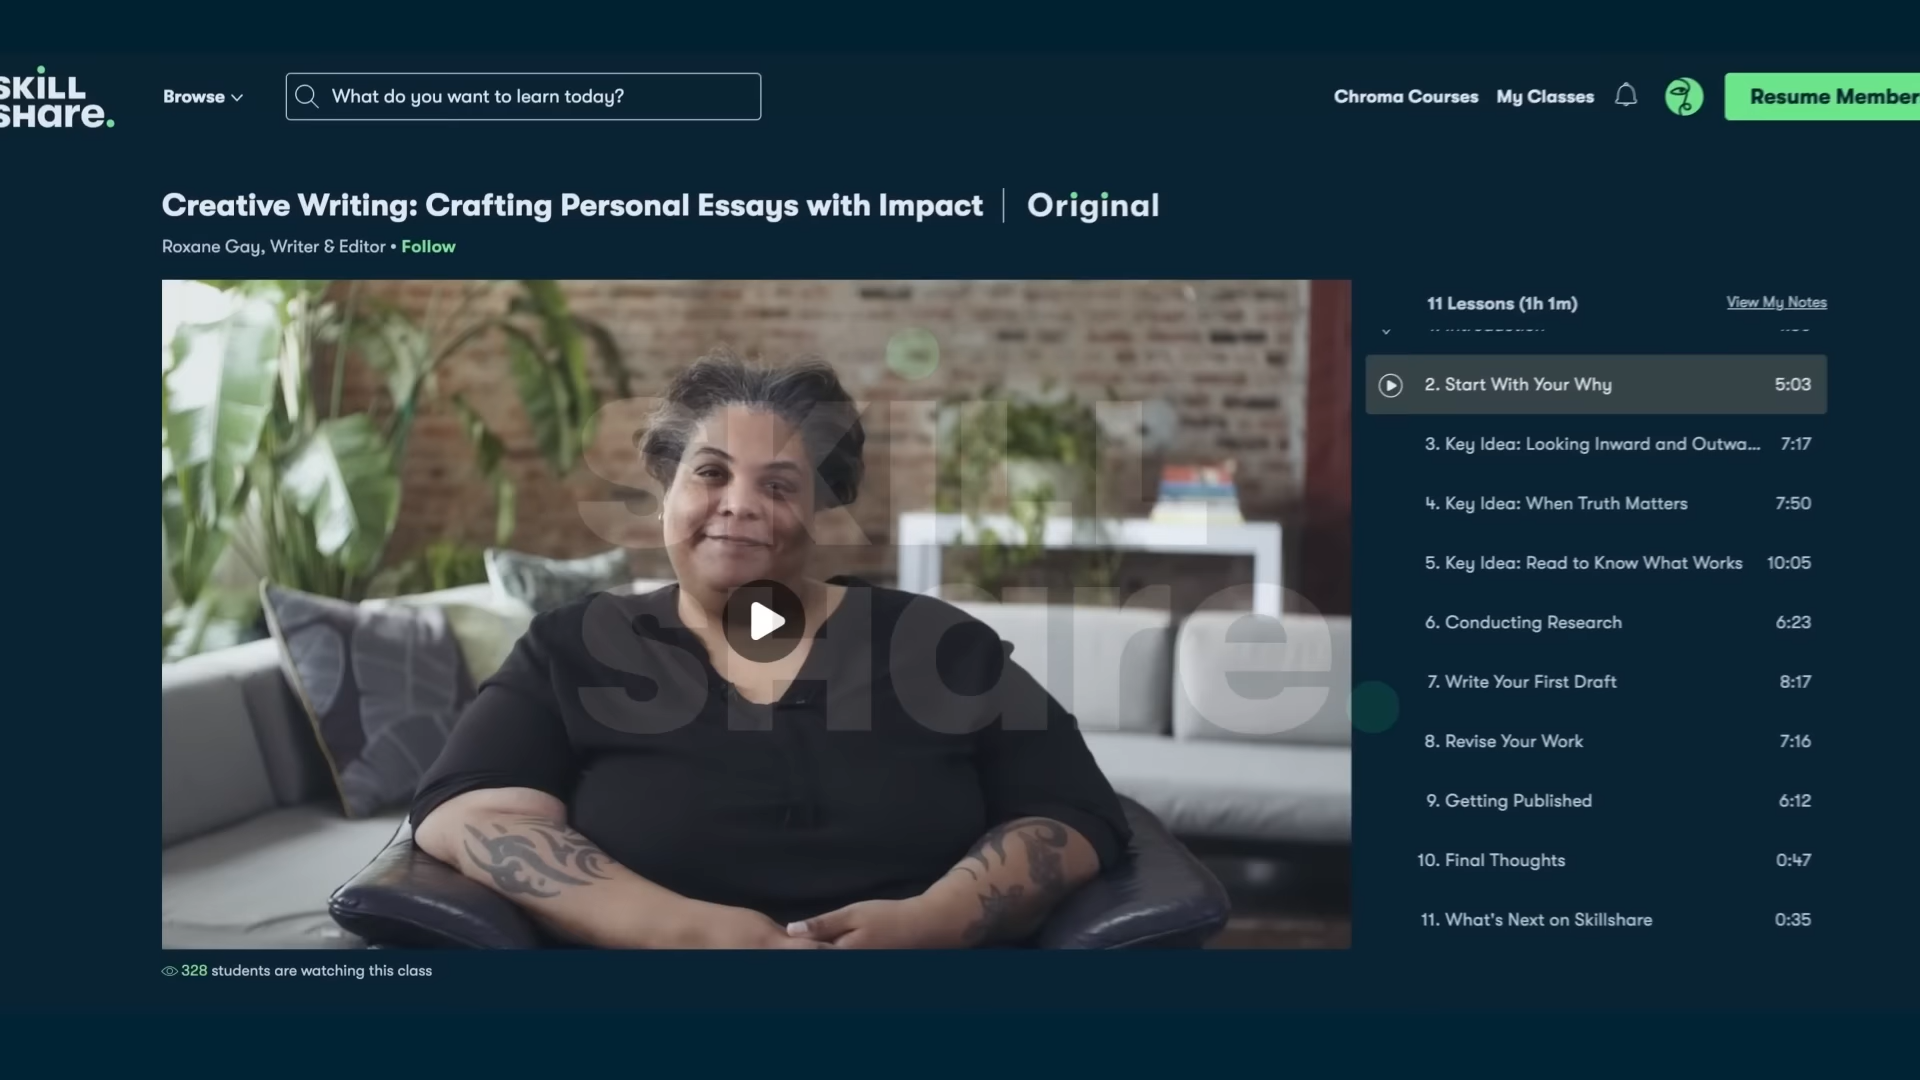 SKILL
SHare.
Browse
What do you want to learn today?
Chroma Courses
My Classes
Resume Member
Creative Writing: Crafting Personal Essays with Impact
Original
Roxane Gay, Writer & Editor • Follow
11 Lessons (1h 1m)
View My Notes
2. Start With Your Why 5:03
3. Key Idea: Looking Inward and Outwa... 7:17
4. Key Idea: When Truth Matters 7:50
5. Key Idea: Read to Know What Works 10:05
6. Conducting Research 6:23
7. Write Your First Draft 8:17
8. Revise Your Work 7:16
9. Getting Published 6:12
10. Final Thoughts 0:47
11. What's Next on Skillshare 0:35
SKILL
SHare.
328 students are watching this class